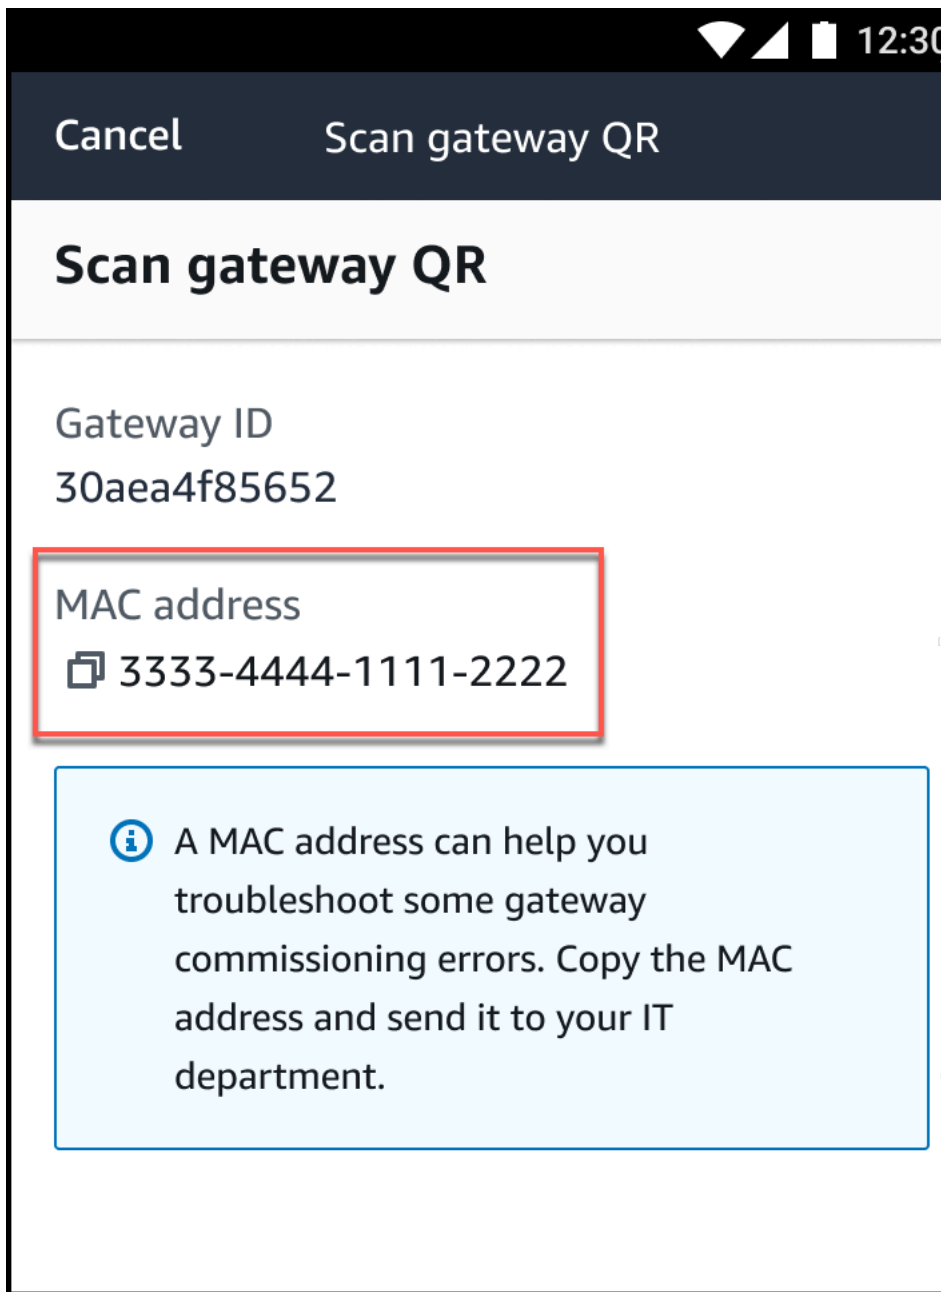 12:30
Cancel Scan gateway QR
Scan gateway QR
Gateway ID
30aea4f85652
MAC address
3333-4444-1111-2222
A MAC address can help you
troubleshoot some gateway
commissioning errors. Copy the MAC
address and send it to your IT
department.